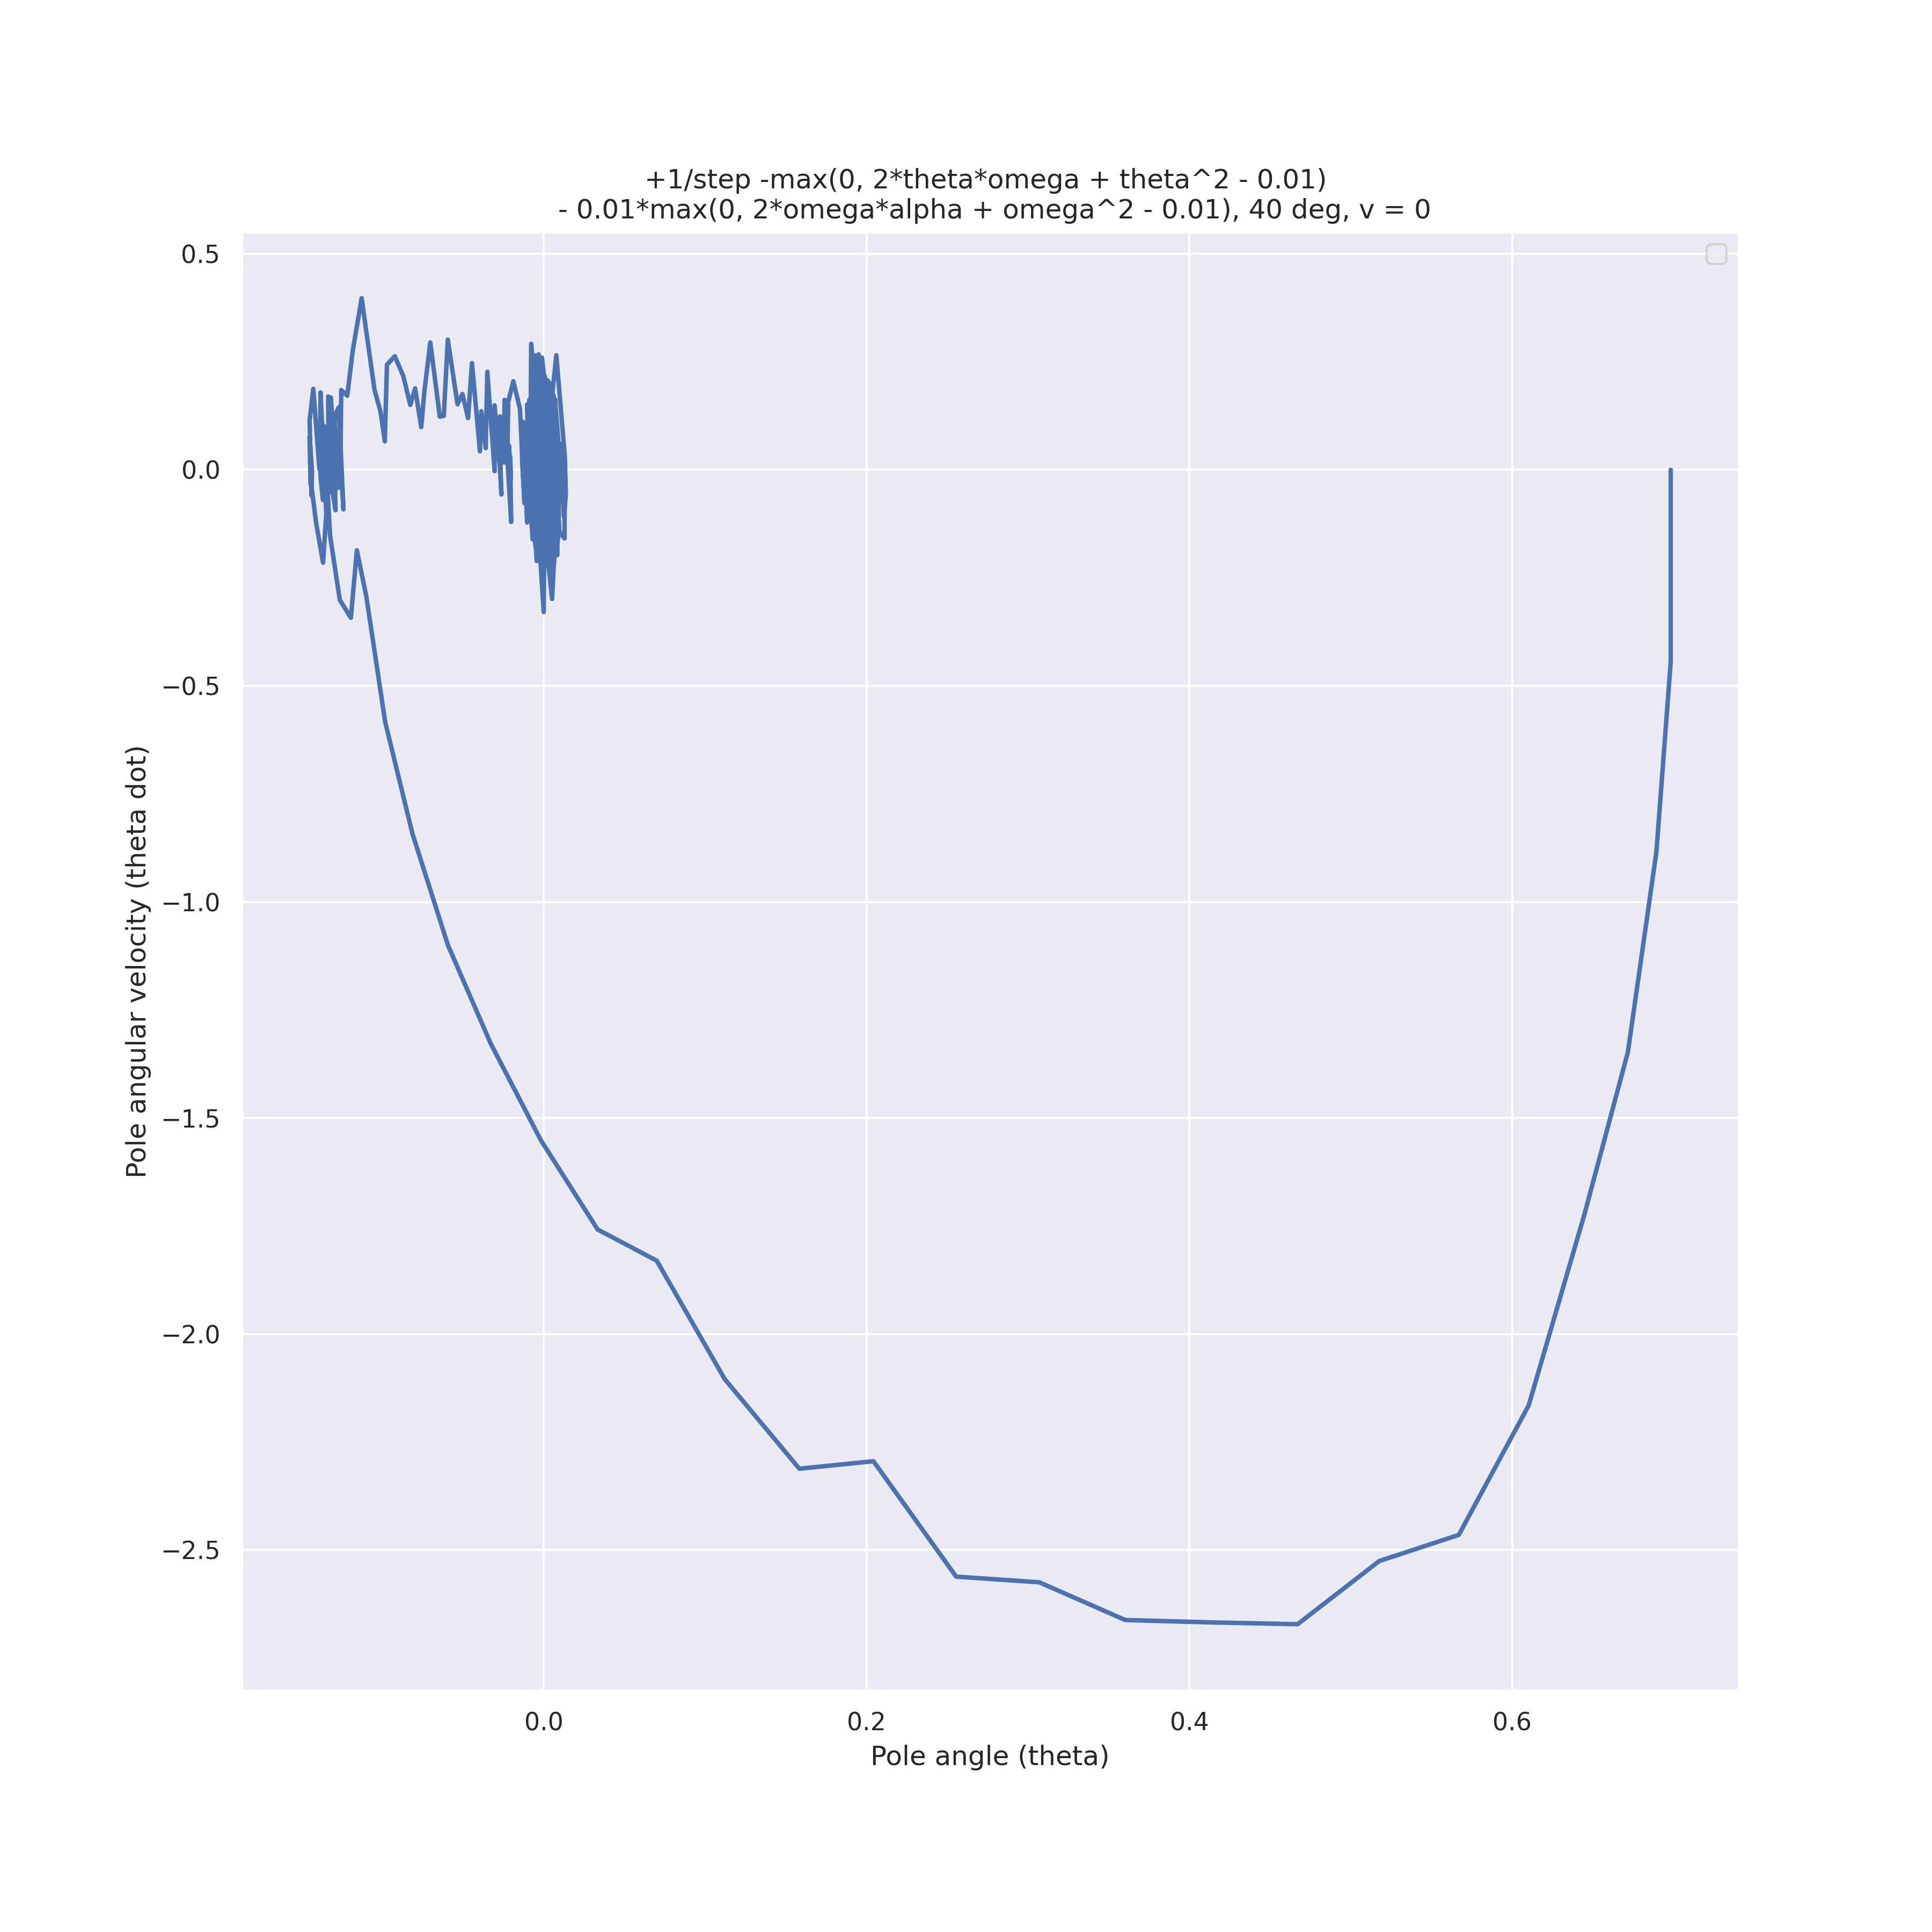 +1/step -max(0, 2*theta*omega + theta^2 - 0.01)
- 0.01*max(0, 2*omega*alpha + omega^2 - 0.01), 40 deg, v = 0
0.5
0.0
−0.5
−1.0
−1.5
−2.0
−2.5
Pole angular velocity (theta dot)
0.0 0.2 0.4 0.6
Pole angle (theta)